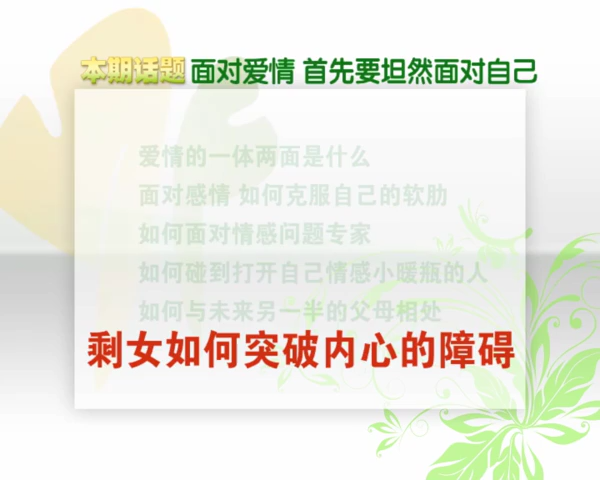 本期话题 面对爱情 首先要坦然面对自己
爱情的一体两面是什么
面对感情 如何克服自己的软肋
如何面对情感问题专家
如何碰到打开自己情感小暖瓶的人
如何与未来另一半的父母相处
剩女如何突破内心的障碍